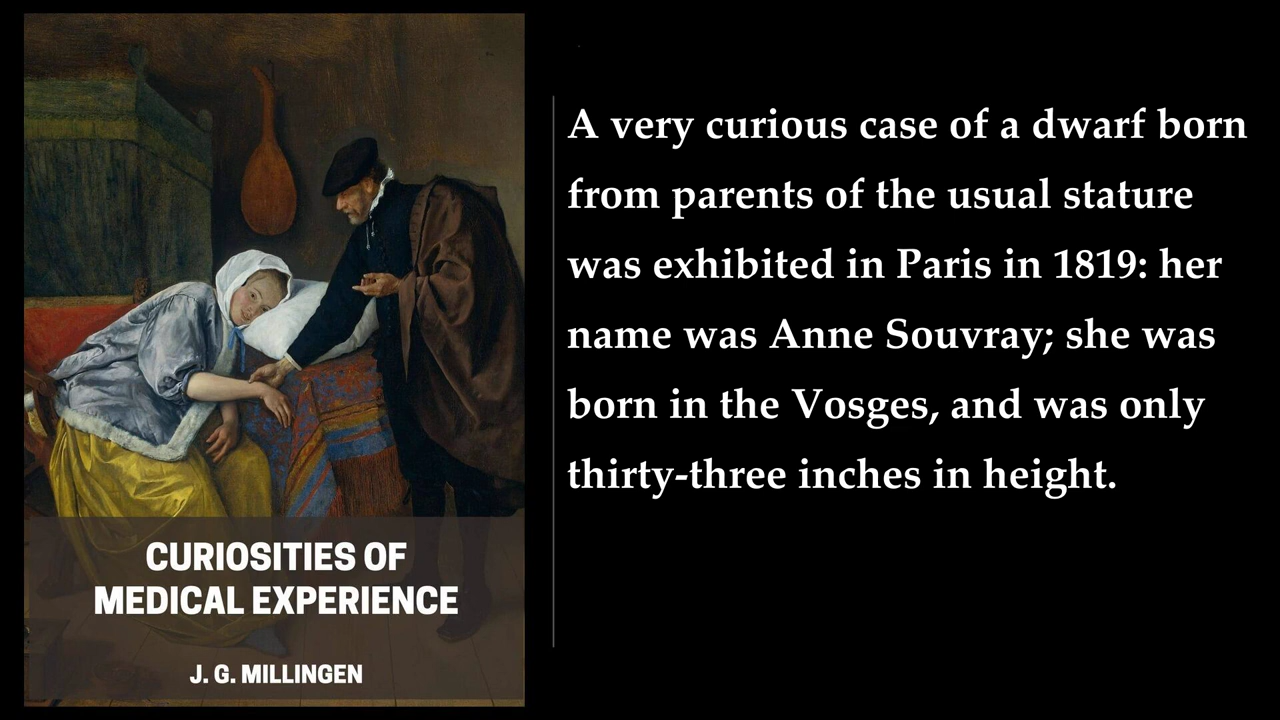 CURIOSITIES OF
MEDICAL EXPERIENCE
J. G. MILLINGEN
A very curious case of a dwarf born
from parents of the usual stature
was exhibited in Paris in 1819: her
name was Anne Souvray; she was
born in the Vosges, and was only
thirty-three inches in height.